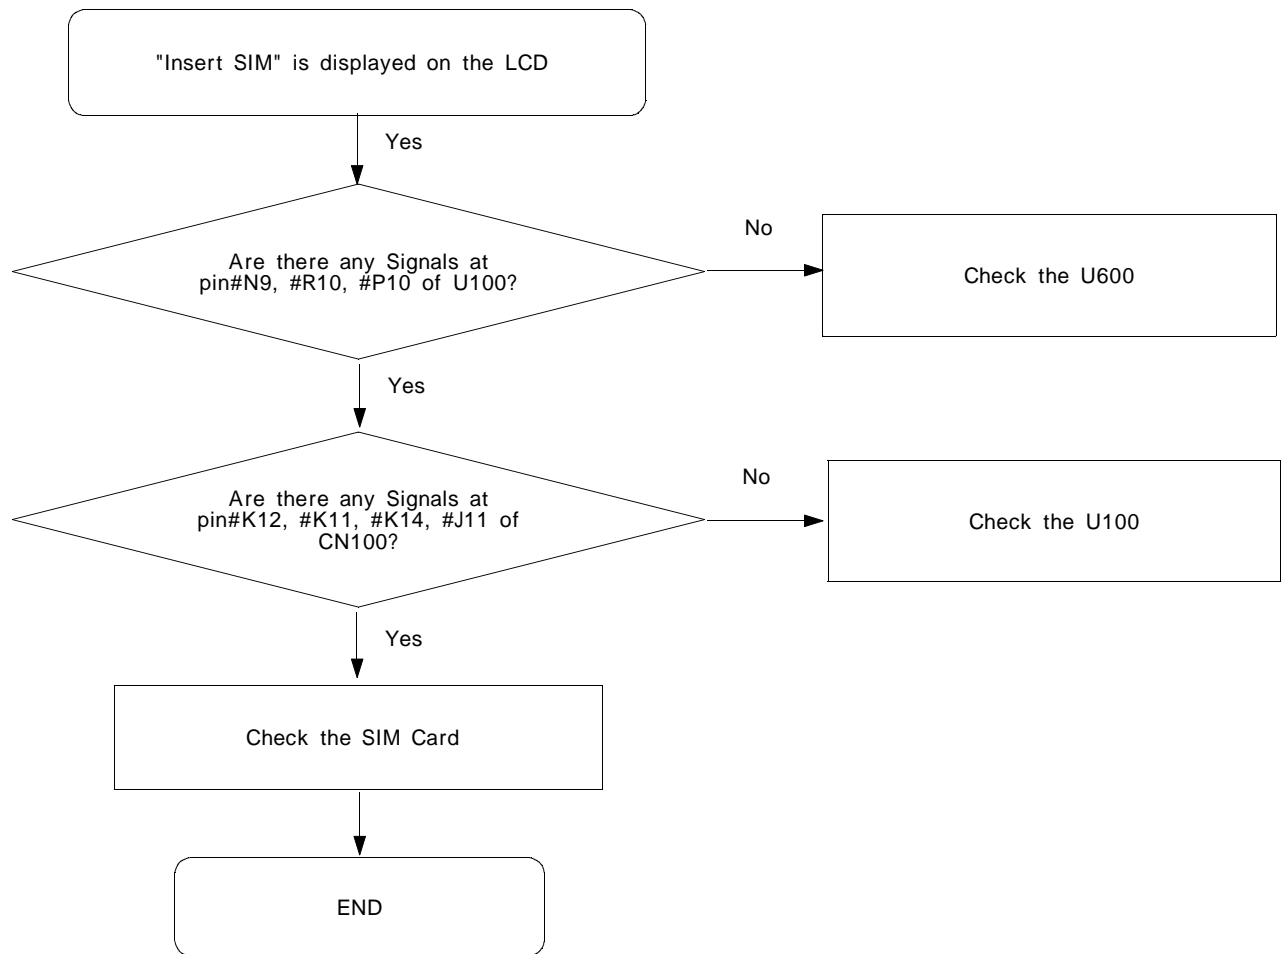 "Insert SIM" is displayed on the LCD
Yes
Are there any Signals at
pin#N9, #R10, #P10 of U100?
No
Check the U600
Yes
Are there any Signals at
pin#K12, #K11, #K14, #J11 of
CN100?
No
Check the U100
Yes
Check the SIM Card
END